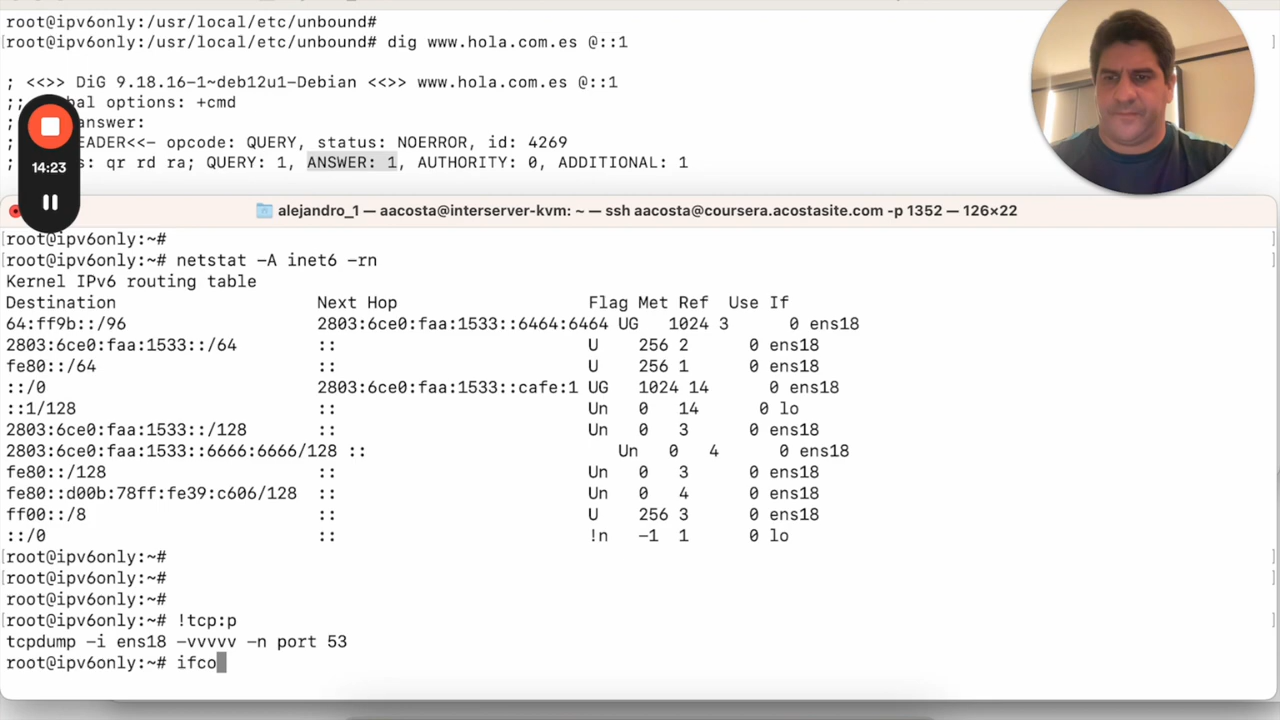 root@ipv6only:/usr/local/etc/unbound#
[root@ipv6only:/usr/local/etc/unbound# dig www.hola.com.es @::1 ]
; <<>> DiG 9.18.16-1~deb12u1-Debian <<>> www.hola.com.es @::1
;; bal options: +cmd
; answer:
; EADER<<- opcode: QUERY, status: NOERROR, id: 4269
; s: qr rd ra; QUERY: 1, ANSWER: 1, AUTHORITY: 0, ADDITIONAL: 1
14:23
alejandro_1 — aacosta@interserver-kvm: ~ — ssh aacosta@coursera.acostasite.com -p 1352 — 126×22
[root@ipv6only:~# ]
[root@ipv6only:~# netstat -A inet6 -rn ]
Kernel IPv6 routing table
Destination Next Hop Flag Met Ref Use If
64:ff9b::/96 2803:6ce0:faa:1533::6464:6464 UG 1024 3 0 ens18
2803:6ce0:faa:1533::/64 :: U 256 2 0 ens18
fe80::/64 :: U 256 1 0 ens18
::/0 2803:6ce0:faa:1533::cafe:1 UG 1024 14 0 ens18
::1/128 :: Un 0 14 0 lo
2803:6ce0:faa:1533::/128 :: Un 0 3 0 ens18
2803:6ce0:faa:1533::6666:6666/128 :: Un 0 4 0 ens18
fe80::/128 :: Un 0 3 0 ens18
fe80::d00b:78ff:fe39:c606/128 :: Un 0 4 0 ens18
ff00::/8 :: U 256 3 0 ens18
::/0 :: !n -1 1 0 lo
[root@ipv6only:~# ]
[root@ipv6only:~# ]
[root@ipv6only:~# ]
[root@ipv6only:~# !tcp:p ]
tcpdump -i ens18 -vvvvv -n port 53
root@ipv6only:~# ifco